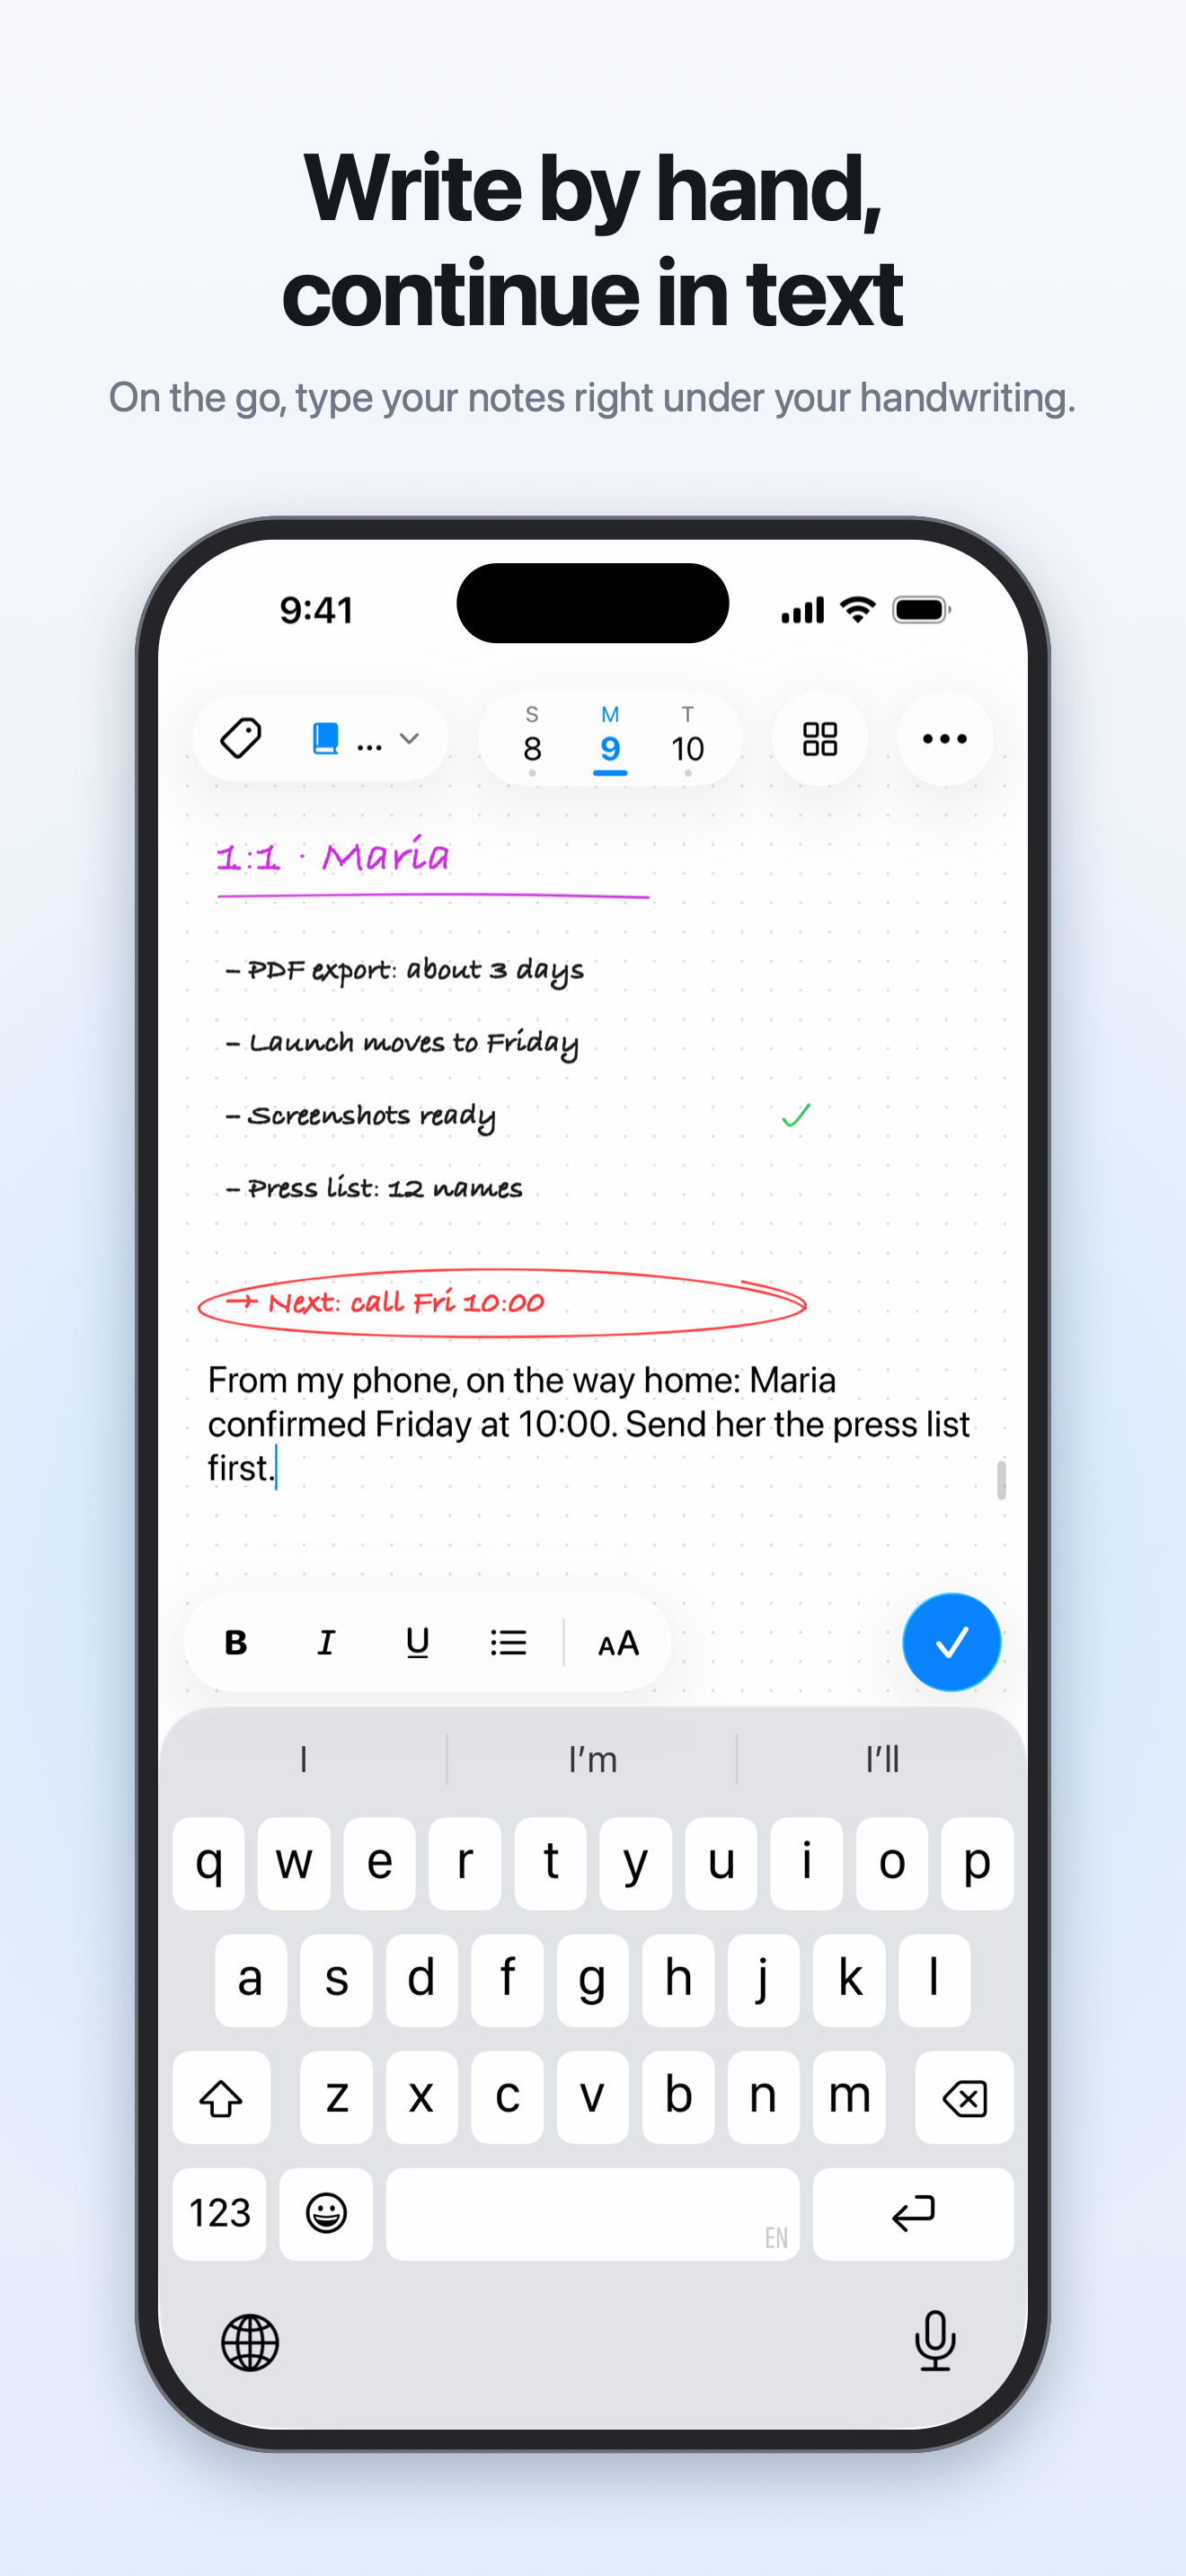 Write by hand,
continue in text
On the go, type your notes right under your handwriting.
9:41
... S M T
8 9 10
1:1 · Maria
– PDF export: about 3 days
– Launch moves to Friday
– Screenshots ready ✓
– Press list: 12 names
→ Next: call Fri 10:00
From my phone, on the way home: Maria
confirmed Friday at 10:00. Send her the press list
first.
B I U AA
I I’m I’ll
q w e r t y u i o p
a s d f g h j k l
z x c v b n m
123 EN